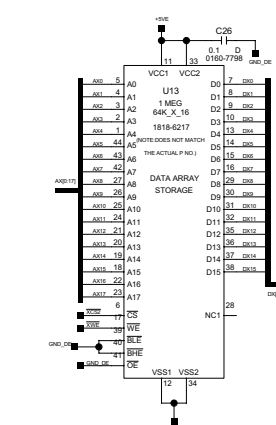 +5VE
C26
0.1 D
0160-7798
GND_DE
11 33
VCC1 VCC2
U13
1 MEG
64K_X_16
1818-6217
(NOTE:DOES NOT MATCH
THE ACTUAL P NO.)
DATA ARRAY
STORAGE
AX[0:17]
AX0 5 A0 D0 7 DX0
AX1 4 A1 D1 8 DX1
AX2 3 A2 D2 9 DX2
AX3 2 A3 D3 10 DX3
AX4 1 A4 D4 13 DX4
AX5 44 A5 D5 14 DX5
AX6 43 A6 D6 15 DX6
AX7 42 A7 D7 16 DX7
AX8 27 A8 D8 29 DX8
AX9 26 A9 D9 30 DX9
AX10 25 A10 D10 31 DX10
AX11 24 A11 D11 32 DX11
AX12 21 A12 D12 35 DX12
AX13 20 A13 D13 36 DX13
AX14 19 A14 D14 37 DX14
AX15 18 A15 D15 38 DX15
AX16 22 A16
AX17 23 A17
DX
6
XCS2 CS
17
XWE WE
39
BLE
GND_DE 40
BHE
41
GND_DE OE
28
NC1
VSS1 VSS2
12 34